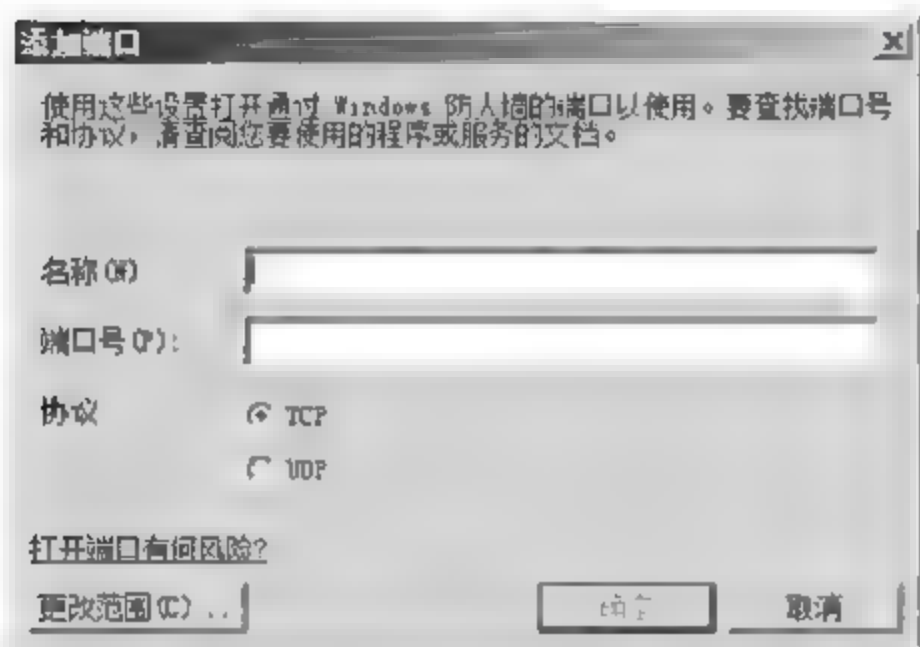 添加端口
使用这些设置打开通过 Windows 防火墙的端口以使用。要查找端口号
和协议，请查阅您要使用的程序或服务的文档。
名称(N)
端口号(P)：
协议
TCP
UDP
打开端口有何风险?
更改范围(C)...
确定
取消